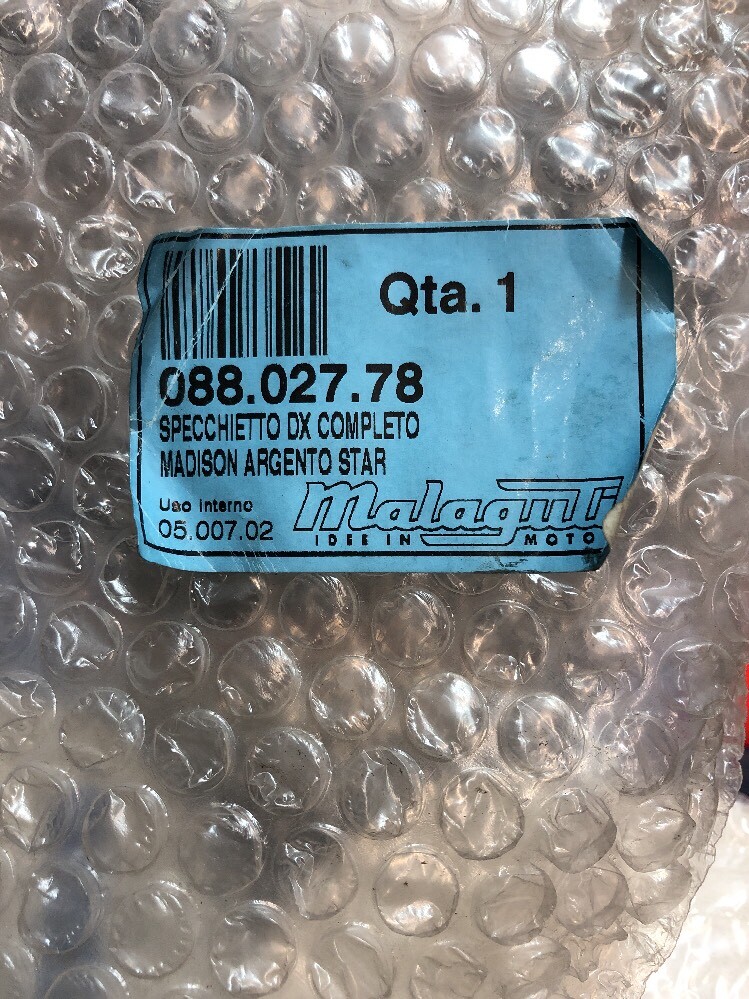 Qta. 1
088.027.78
SPECCHIETTO DX COMPLETO
MADISON ARGENTO STAR
Uso interno
05.007.02
Malaguti
IDEE IN MOTO